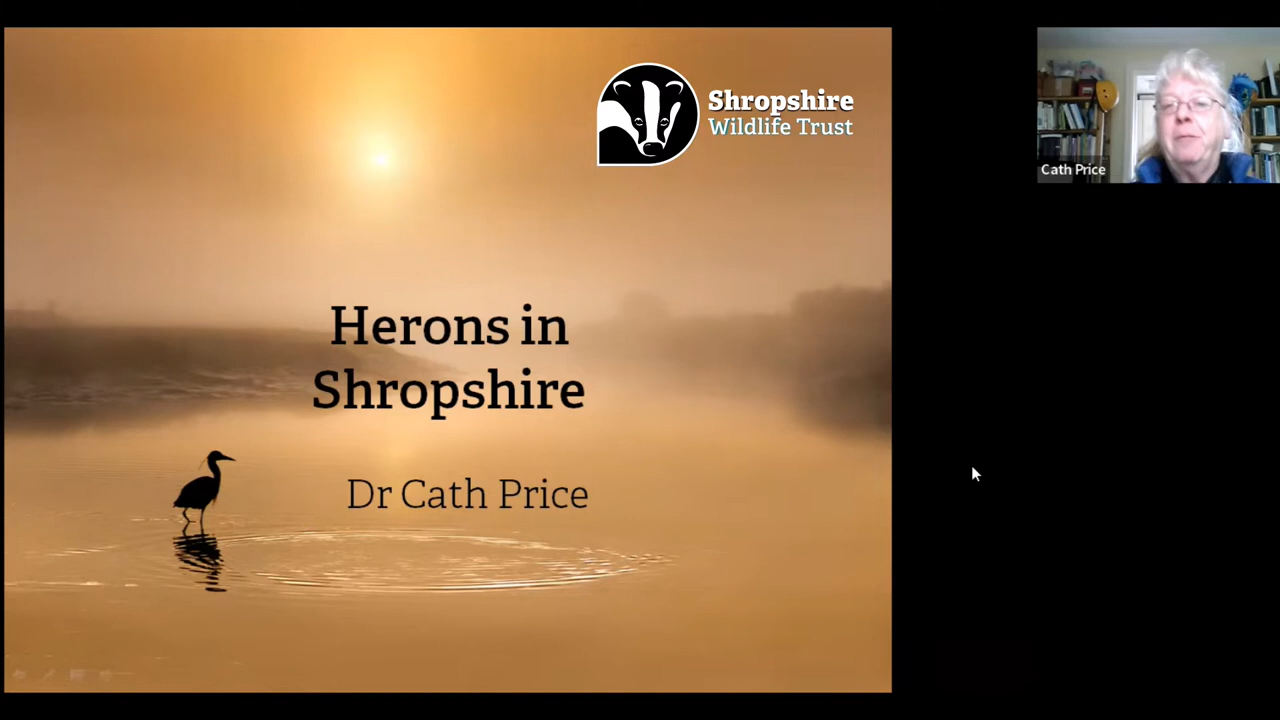 Shropshire
Wildlife Trust
Cath Price
Herons in
Shropshire
Dr Cath Price